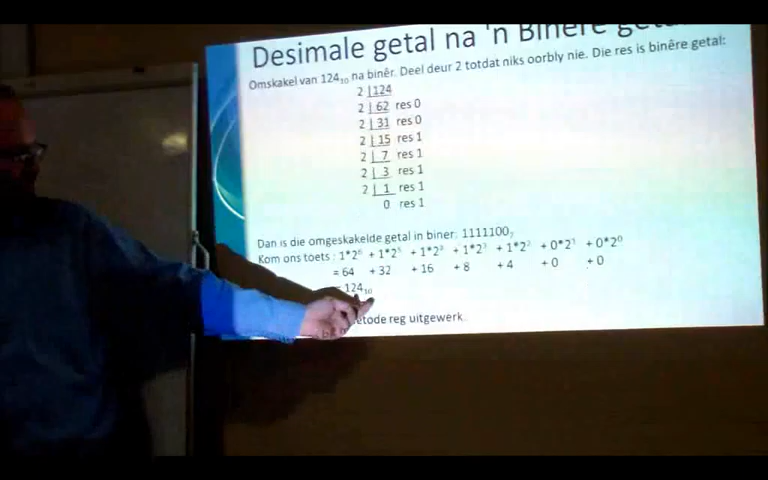 Desimale getal na 'n Binêre
Omskakel van 124₁₀ na binêr. Deel deur 2 totdat niks oorbly nie. Die res is binêre getal:
2 |124
2 | 62 res 0
2 | 31 res 0
2 | 15 res 1
2 | 7 res 1
2 | 3 res 1
2 | 1 res 1
0 res 1
Dan is die omgeskakelde getal in biner: 1111100₂
Kom ons toets : 1*2⁶ + 1*2⁵ + 1*2⁴ + 1*2³ + 1*2² + 0*2¹ + 0*2⁰
= 64 + 32 + 16 + 8 + 4 + 0 + 0
= 124₁₀
reg uitgewerk.